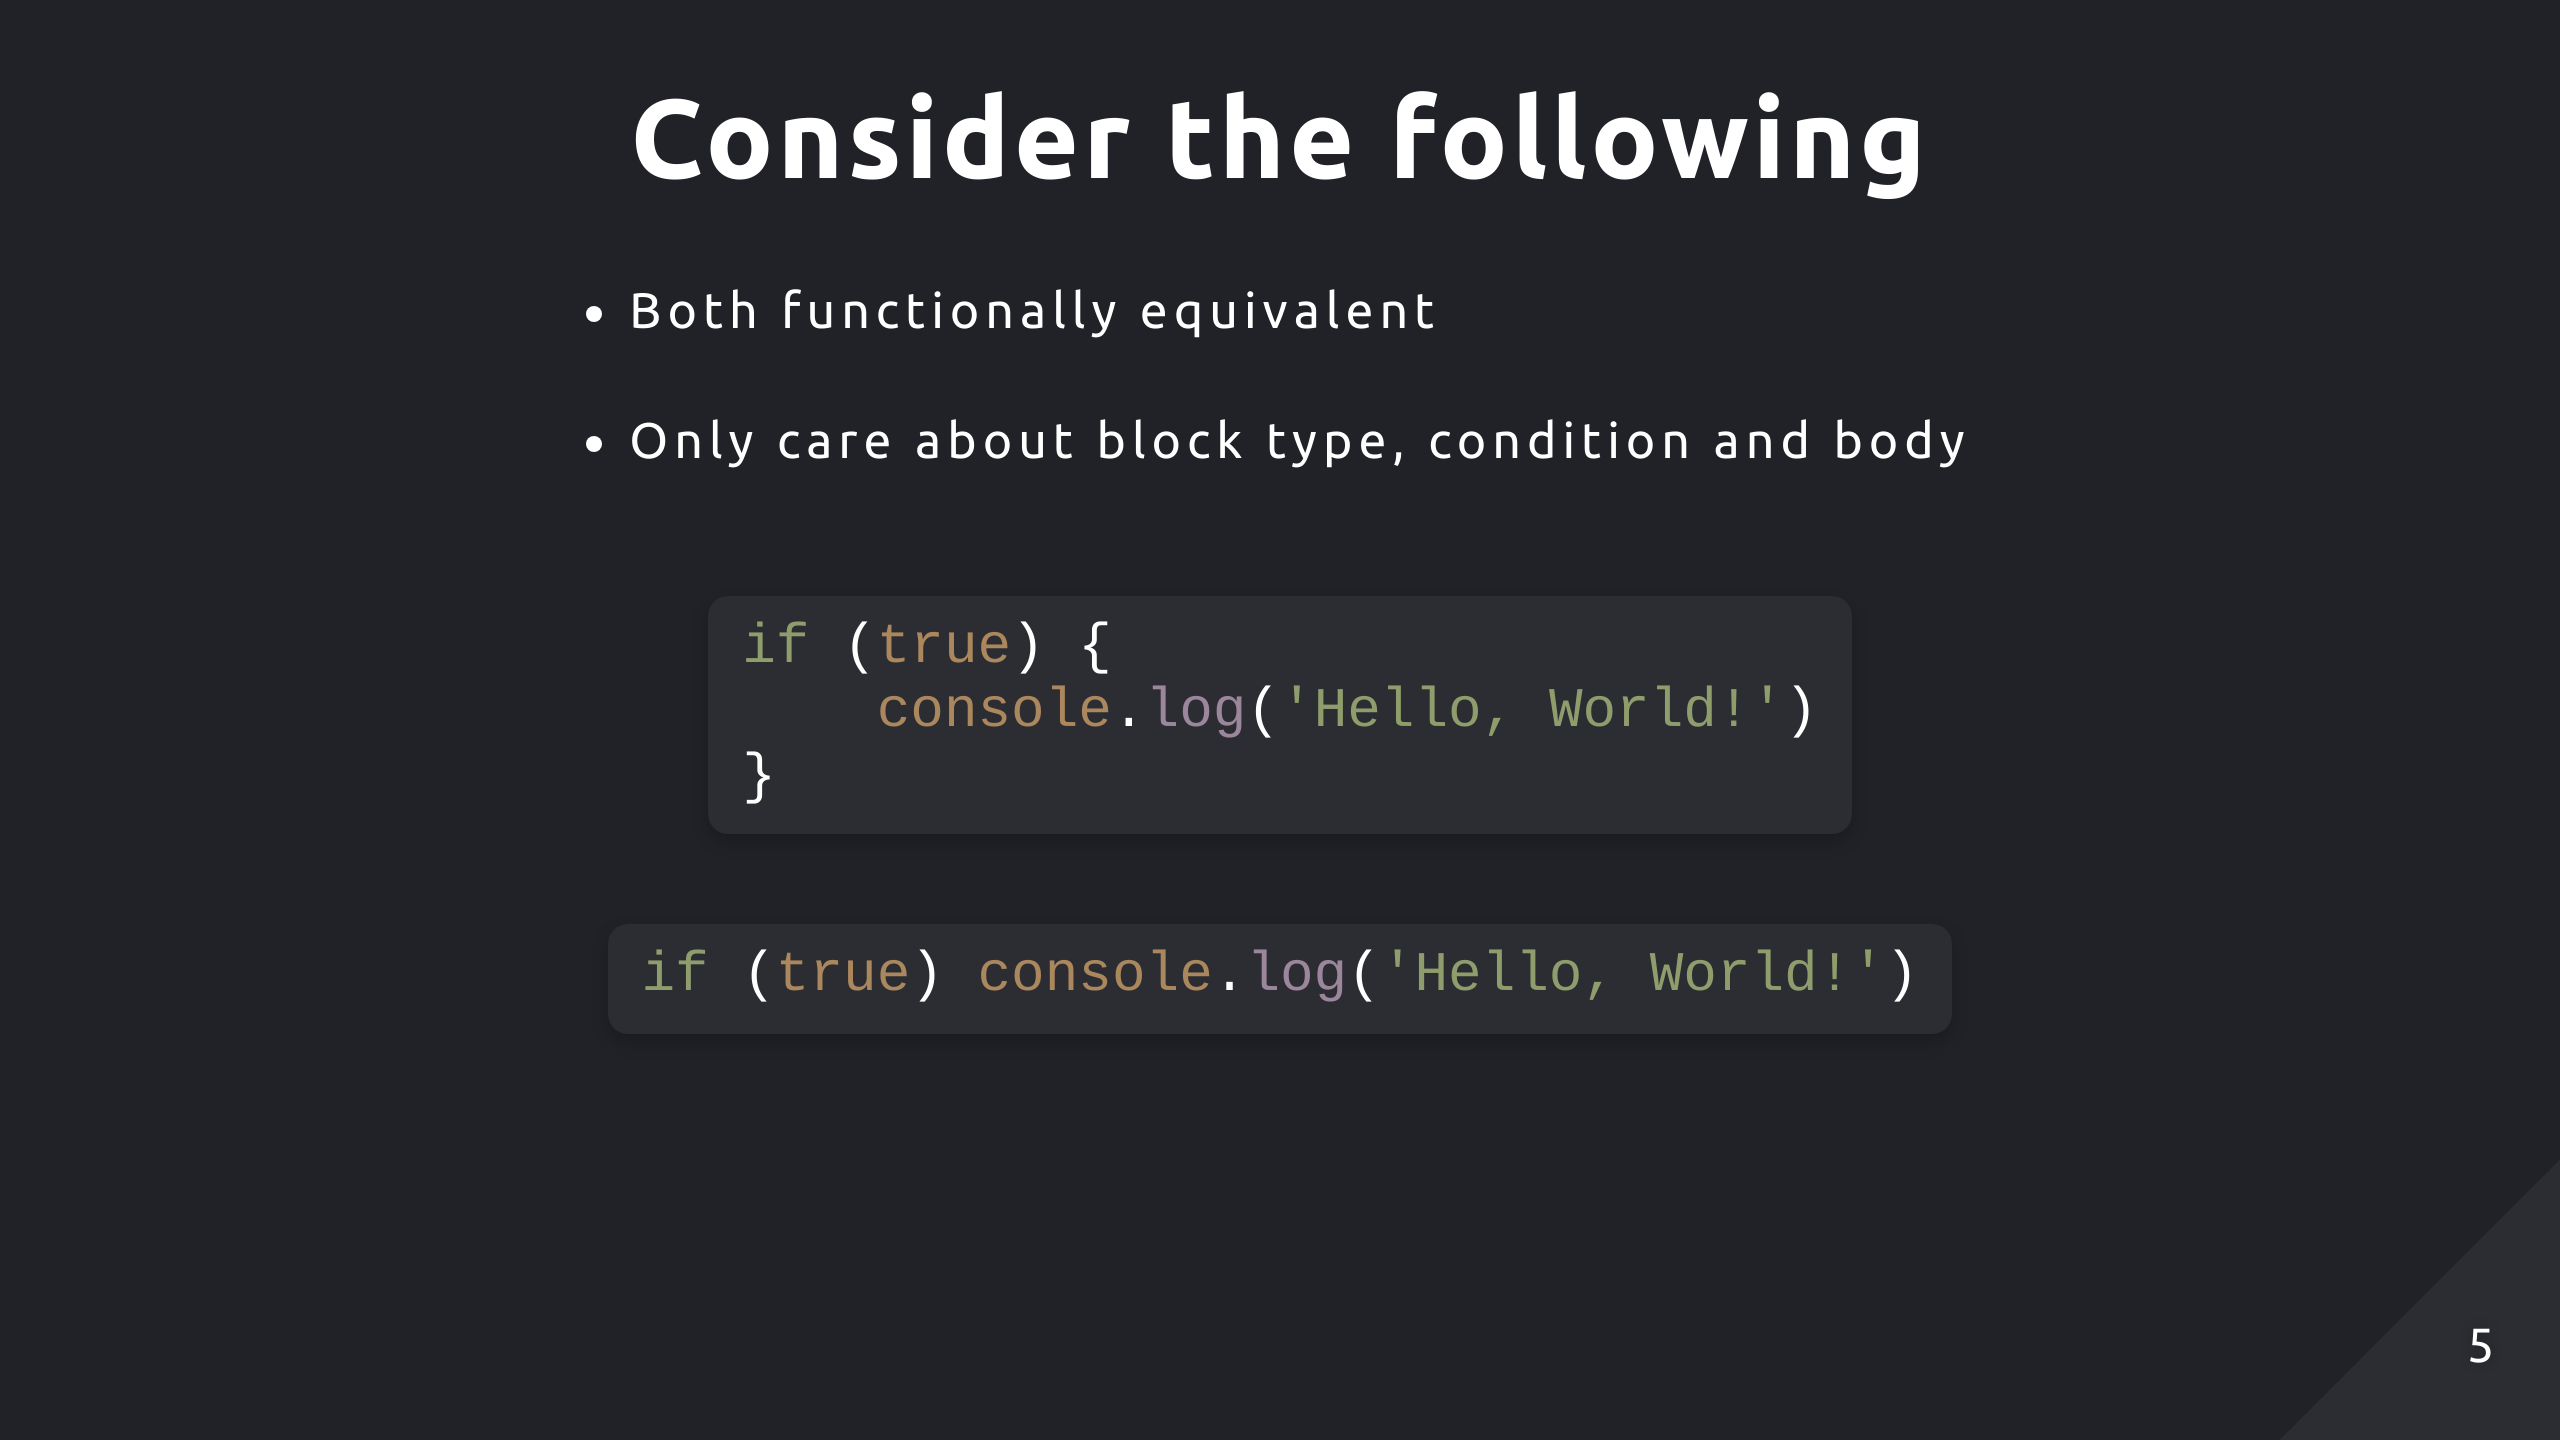 Consider the following
• Both functionally equivalent
• Only care about block type, condition and body
if (true) {
    console.log('Hello, World!')
}
if (true) console.log('Hello, World!')
5